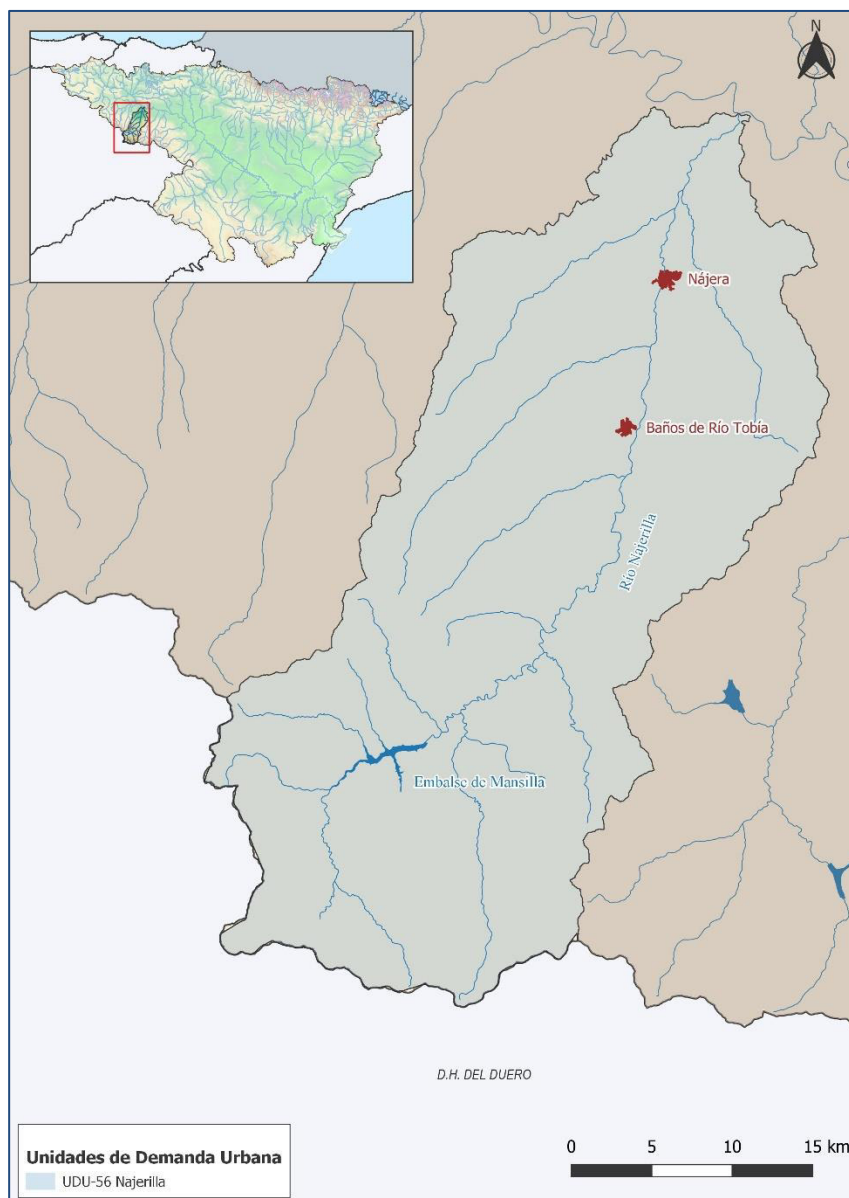 N
Nájera
Baños de Río Tobía
Río Najerilla
Embalse de Mansilla
D.H. DEL DUERO
Unidades de Demanda Urbana
UDU-56 Najerilla
0 5 10 15 km